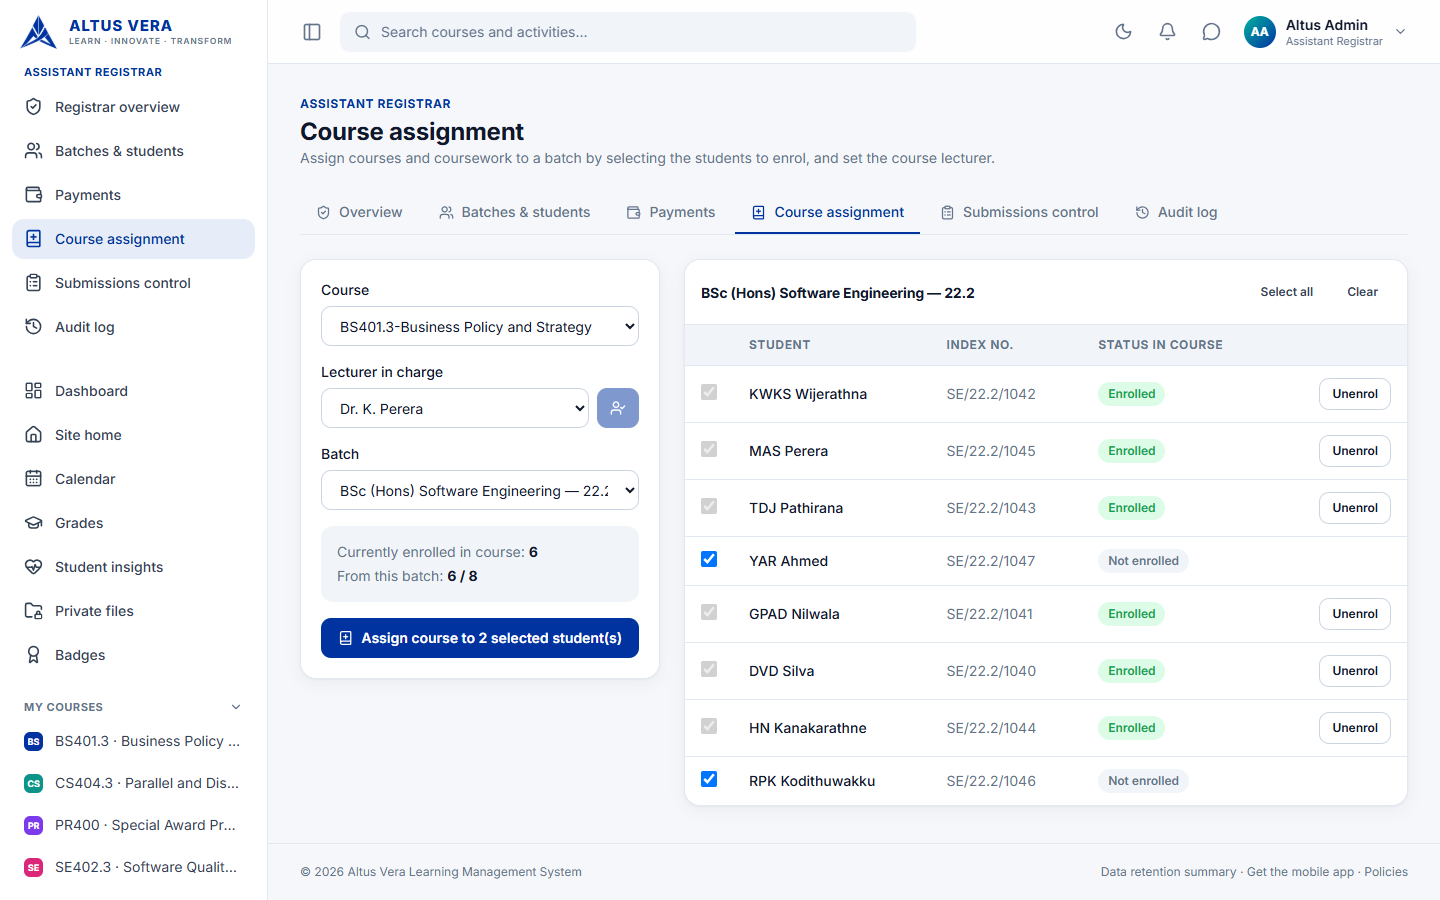 ALTUS VERA
LEARN · INNOVATE · TRANSFORM
ASSISTANT REGISTRAR
Registrar overview
Batches & students
Payments
Course assignment
Submissions control
Audit log
Dashboard
Site home
Calendar
Grades
Student insights
Private files
Badges
MY COURSES
BS BS401.3 · Business Policy ...
CS CS404.3 · Parallel and Dis...
PR PR400 · Special Award Pr...
SE SE402.3 · Software Qualit...
Search courses and activities...
AA
Altus Admin
Assistant Registrar
ASSISTANT REGISTRAR
Course assignment
Assign courses and coursework to a batch by selecting the students to enrol, and set the course lecturer.
Overview Batches & students Payments Course assignment Submissions control Audit log
Course
BS401.3-Business Policy and Strategy
Lecturer in charge
Dr. K. Perera
Batch
BSc (Hons) Software Engineering — 22.2
Currently enrolled in course: 6
From this batch: 6 / 8
Assign course to 2 selected student(s)
BSc (Hons) Software Engineering — 22.2 Select all Clear
STUDENT INDEX NO. STATUS IN COURSE
KWKS Wijerathna SE/22.2/1042 Enrolled Unenrol
MAS Perera SE/22.2/1045 Enrolled Unenrol
TDJ Pathirana SE/22.2/1043 Enrolled Unenrol
YAR Ahmed SE/22.2/1047 Not enrolled
GPAD Nilwala SE/22.2/1041 Enrolled Unenrol
DVD Silva SE/22.2/1040 Enrolled Unenrol
HN Kanakarathne SE/22.2/1044 Enrolled Unenrol
RPK Kodithuwakku SE/22.2/1046 Not enrolled
© 2026 Altus Vera Learning Management System
Data retention summary · Get the mobile app · Policies